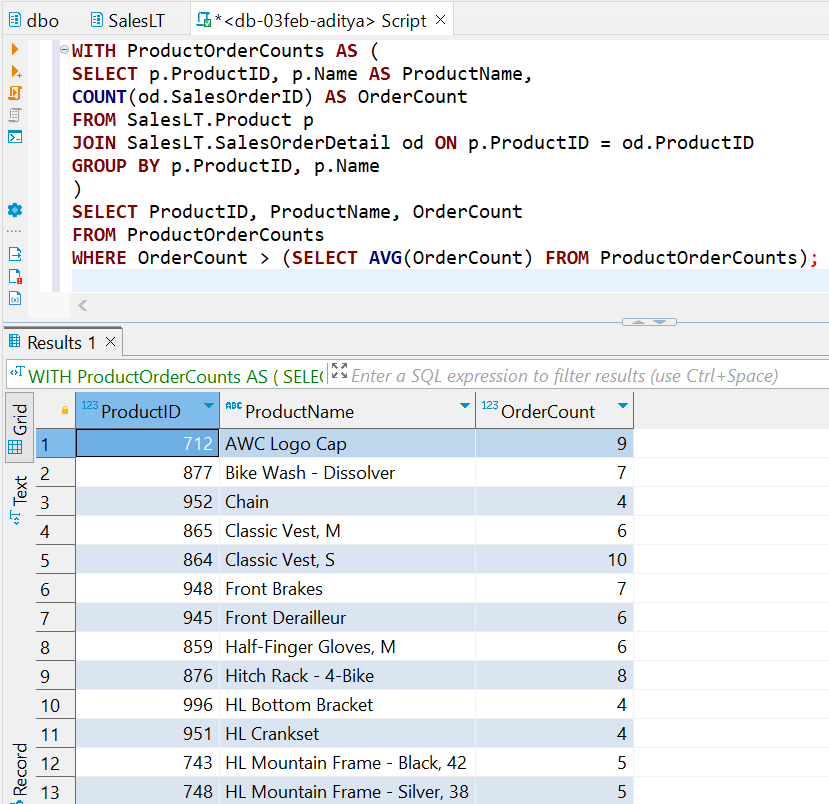 dbo SalesLT *<db-03feb-aditya> Script
WITH ProductOrderCounts AS (
SELECT p.ProductID, p.Name AS ProductName,
COUNT(od.SalesOrderID) AS OrderCount
FROM SalesLT.Product p
JOIN SalesLT.SalesOrderDetail od ON p.ProductID = od.ProductID
GROUP BY p.ProductID, p.Name
)
SELECT ProductID, ProductName, OrderCount
FROM ProductOrderCounts
WHERE OrderCount > (SELECT AVG(OrderCount) FROM ProductOrderCounts);
Results 1
WITH ProductOrderCounts AS ( SELEC Enter a SQL expression to filter results (use Ctrl+Space)
Grid
Text
Record
123 ProductID ABC ProductName 123 OrderCount
1 712 AWC Logo Cap 9
2 877 Bike Wash - Dissolver 7
3 952 Chain 4
4 865 Classic Vest, M 6
5 864 Classic Vest, S 10
6 948 Front Brakes 7
7 945 Front Derailleur 6
8 859 Half-Finger Gloves, M 6
9 876 Hitch Rack - 4-Bike 8
10 996 HL Bottom Bracket 4
11 951 HL Crankset 4
12 743 HL Mountain Frame - Black, 42 5
13 748 HL Mountain Frame - Silver, 38 5